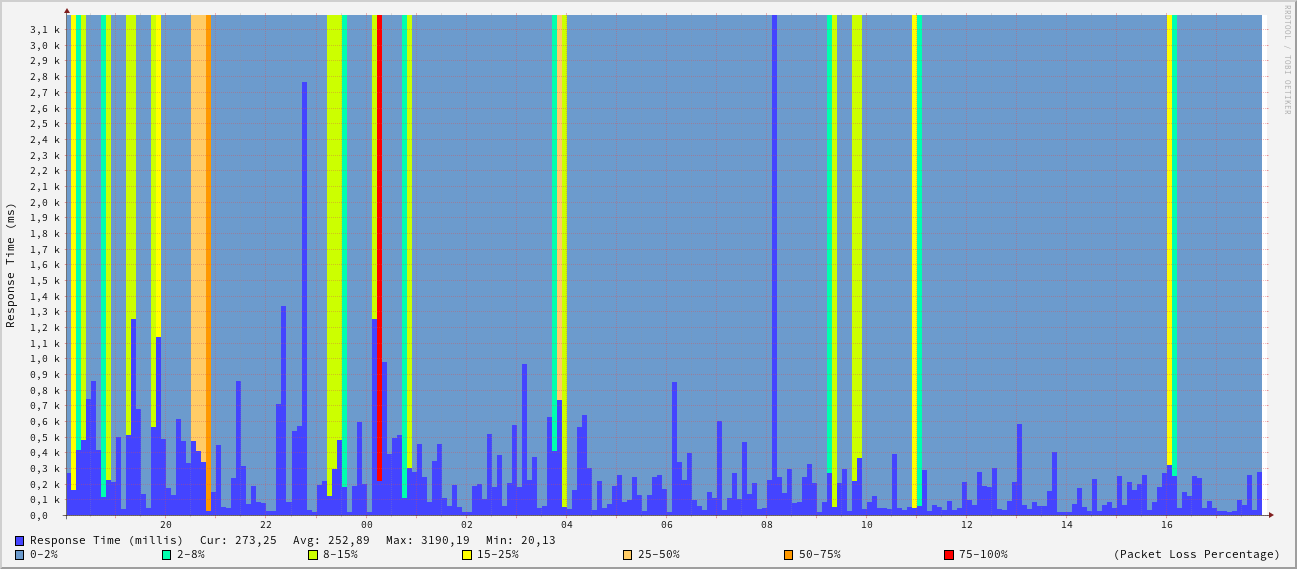 RRDTOOL / TOBI OETIKER
Response Time (ms)
3,1 k
3,0 k
2,9 k
2,8 k
2,7 k
2,6 k
2,5 k
2,4 k
2,3 k
2,2 k
2,1 k
2,0 k
1,9 k
1,8 k
1,7 k
1,6 k
1,5 k
1,4 k
1,3 k
1,2 k
1,1 k
1,0 k
0,9 k
0,8 k
0,7 k
0,6 k
0,5 k
0,4 k
0,3 k
0,2 k
0,1 k
0,0
20 22 00 02 04 06 08 10 12 14 16
Response Time (millis) Cur: 273,25 Avg: 252,89 Max: 3190,19 Min: 20,13
0-2% 2-8% 8-15% 15-25% 25-50% 50-75% 75-100% (Packet Loss Percentage)